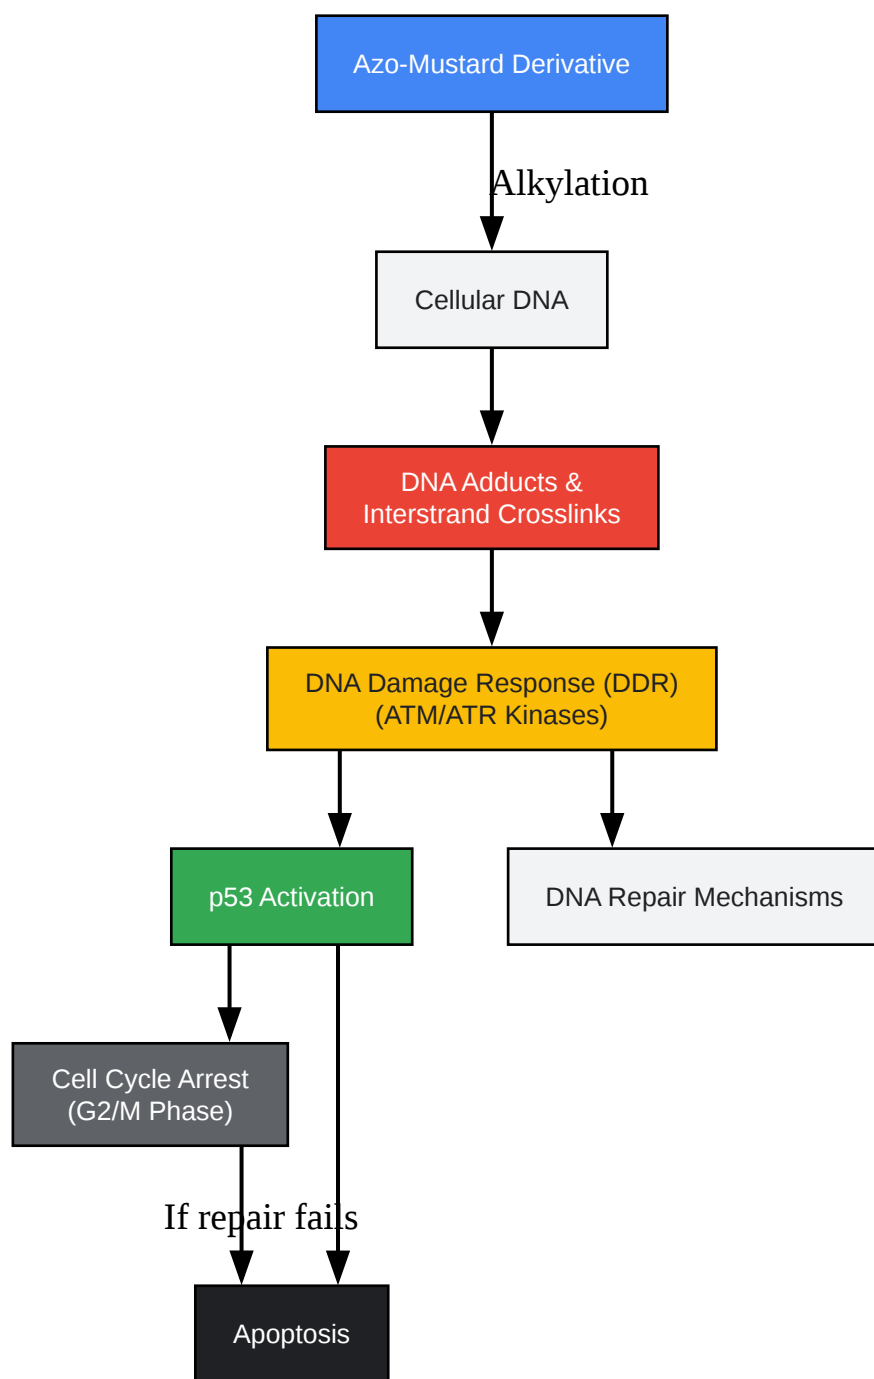 Azo-Mustard Derivative
Alkylation
Cellular DNA
DNA Adducts &
Interstrand Crosslinks
DNA Damage Response (DDR)
(ATM/ATR Kinases)
p53 Activation
DNA Repair Mechanisms
Cell Cycle Arrest
(G2/M Phase)
If repair fails
Apoptosis